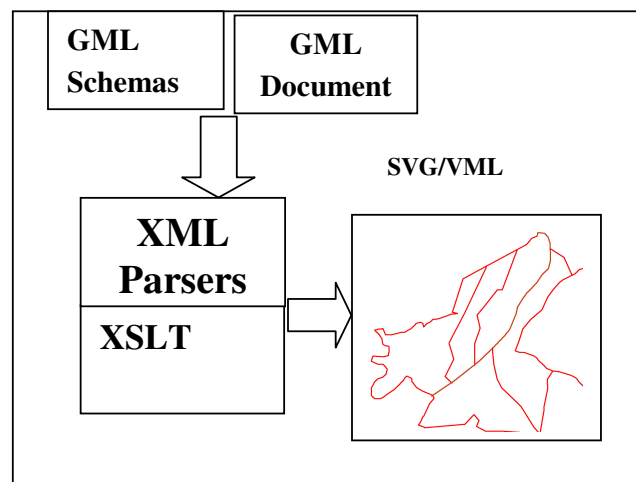 GML
Schemas
GML
Document
SVG/VML
XML
Parsers
XSLT